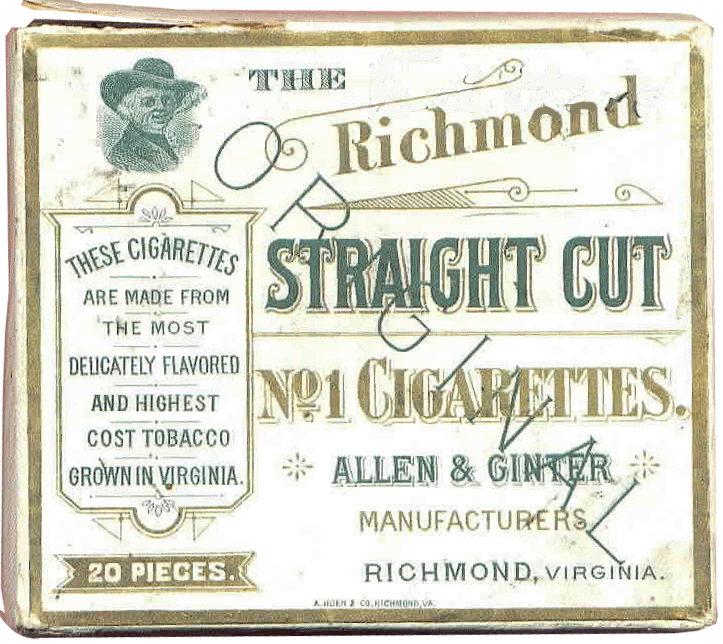 THE
Richmond
ORIGINAL
STRAIGHT CUT
No1 CIGARETTES.
ALLEN & GINTER
MANUFACTURERS
RICHMOND, VIRGINIA.
THESE CIGARETTES
ARE MADE FROM
THE MOST
DELICATELY FLAVORED
AND HIGHEST
COST TOBACCO
GROWN IN VIRGINIA.
20 PIECES.
A. HOEN & CO. RICHMOND, VA.